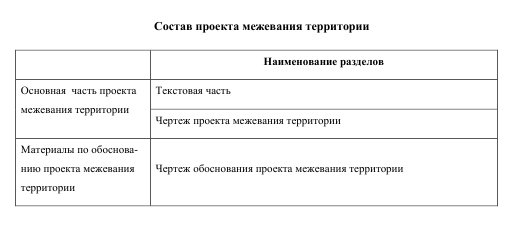 Состав проекта межевания территории
Наименование разделов
Основная часть проекта
межевания территории
Текстовая часть
Чертеж проекта межевания территории
Материалы по обоснова-
нию проекта межевания
территории
Чертеж обоснования проекта межевания территории